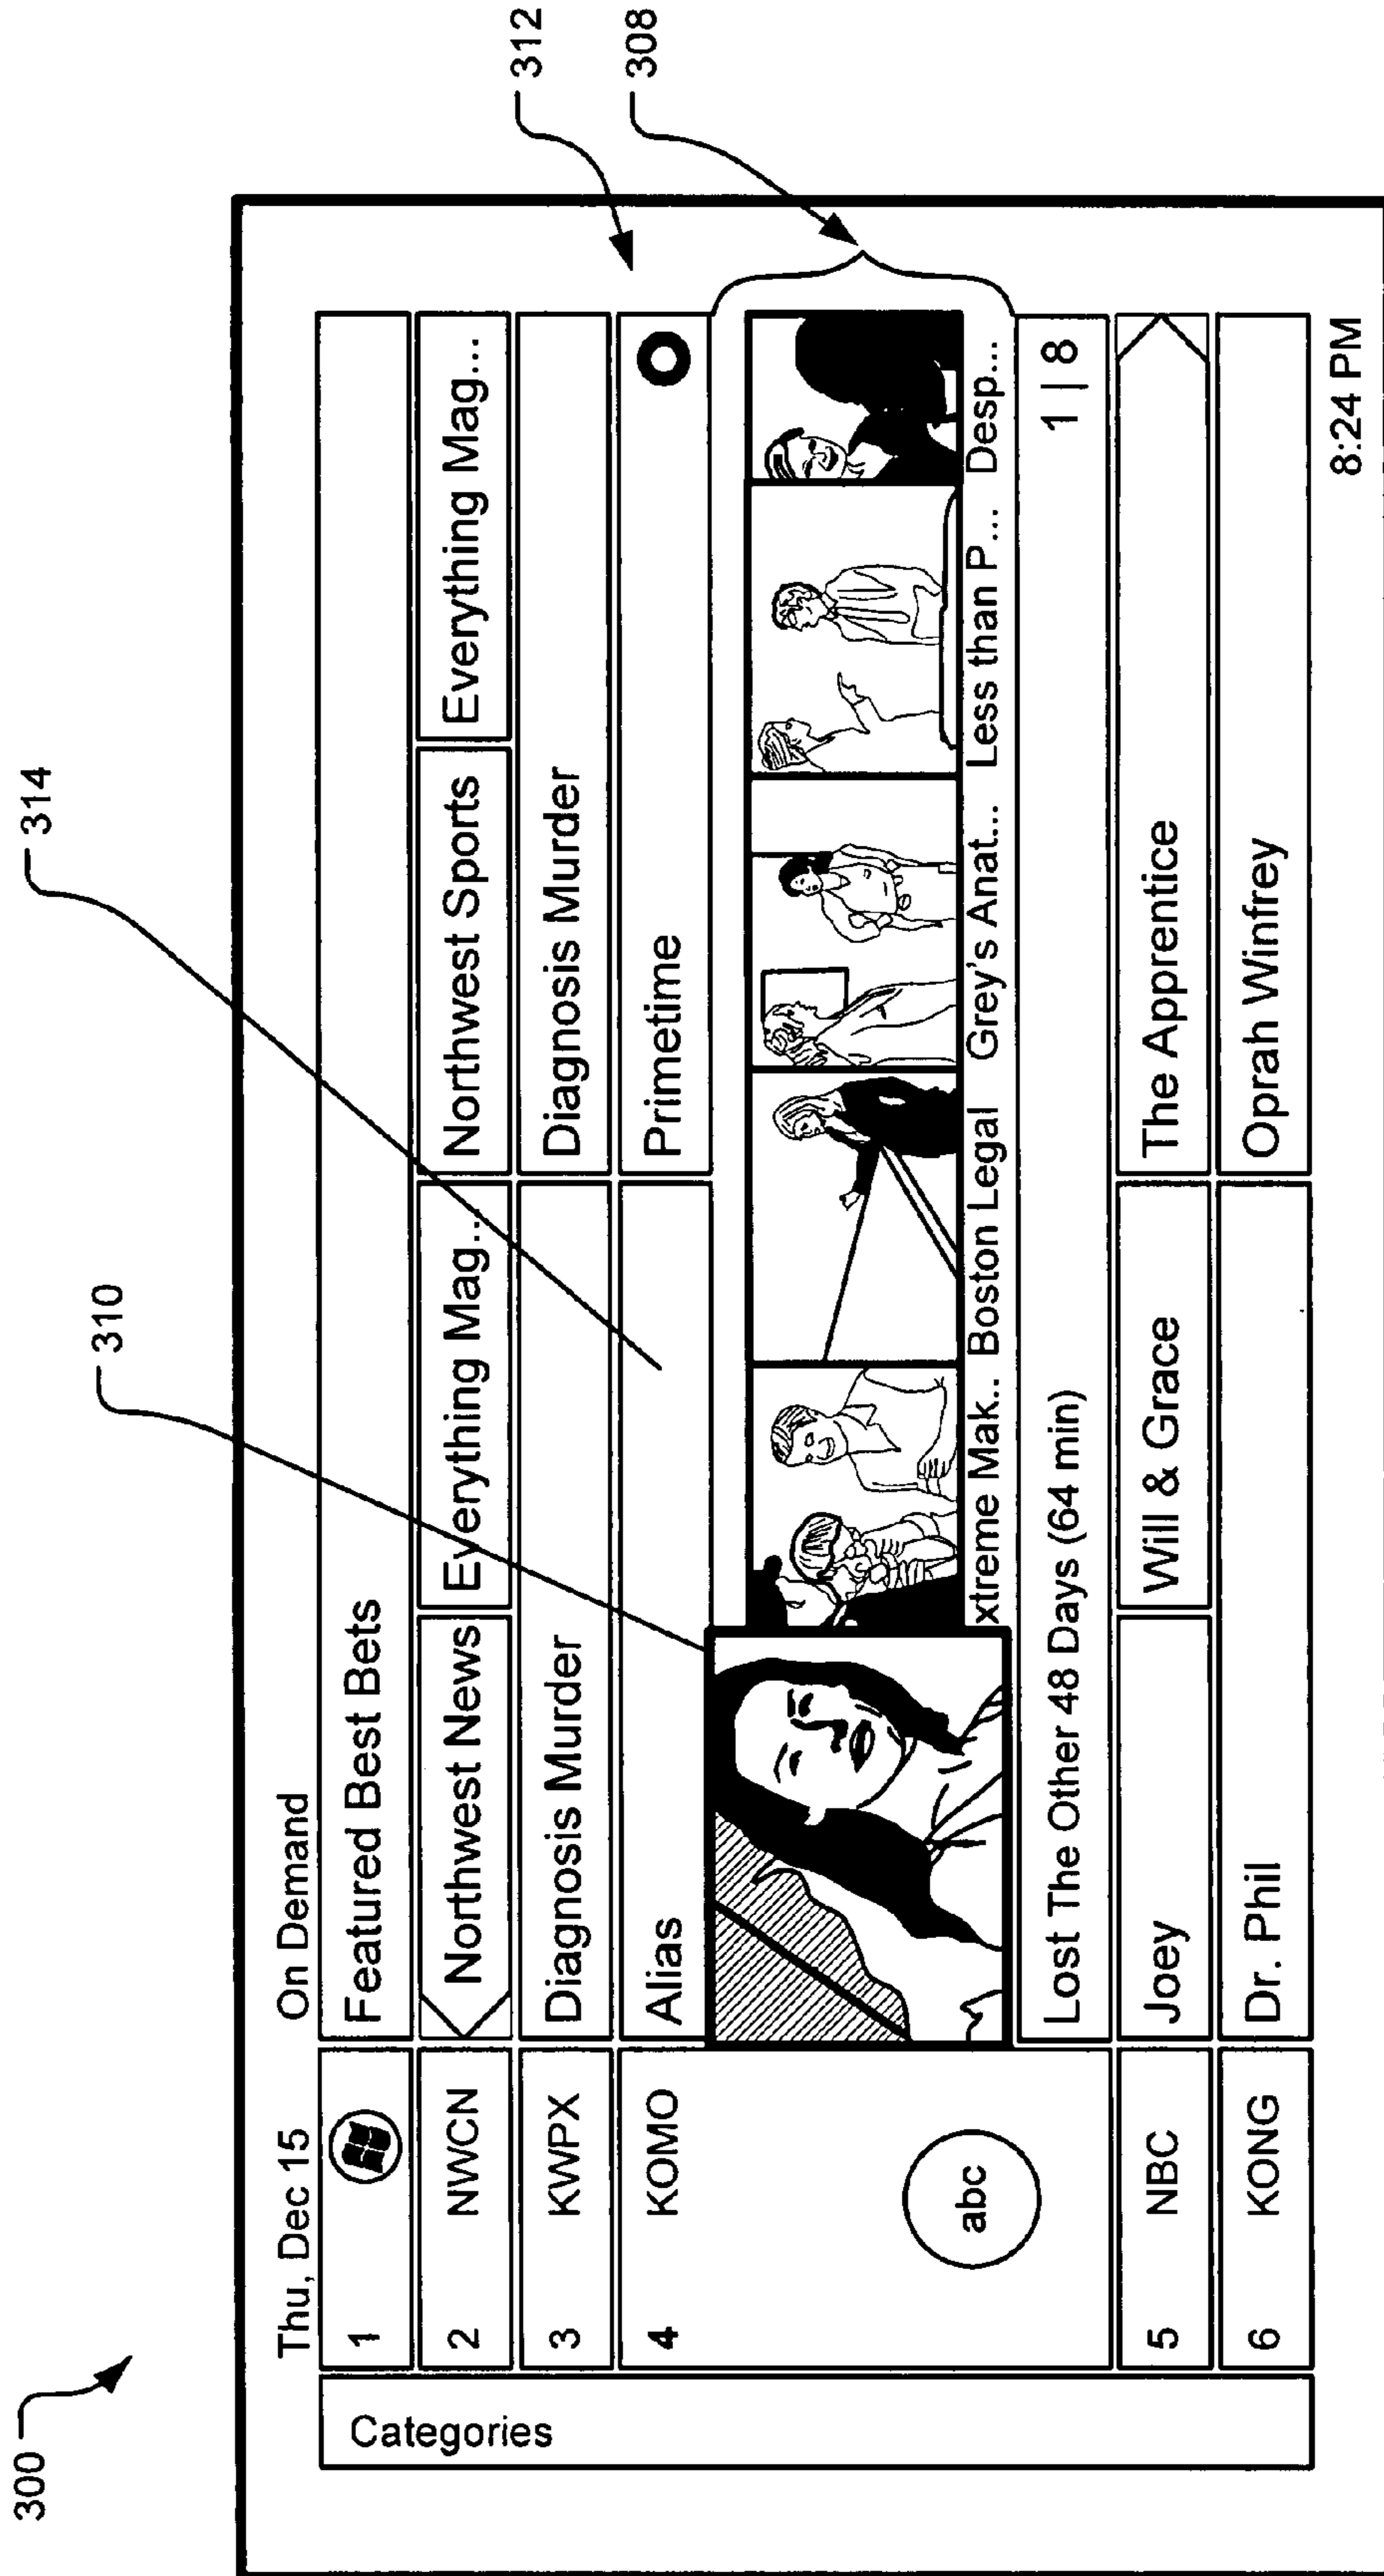 300
310
314
312
308
Thu, Dec 15 On Demand
Categories
1 Featured Best Bets
2 NWCN Northwest News Everything Mag... Northwest Sports Everything Mag...
3 KWPX Diagnosis Murder Diagnosis Murder
4 KOMO Alias Primetime
abc
xtreme Mak.. Boston Legal Grey's Anat... Less than P... Desp...
Lost The Other 48 Days (64 min) 1 | 8
5 NBC Joey Will & Grace The Apprentice
6 KONG Dr. Phil Oprah Winfrey
8:24 PM